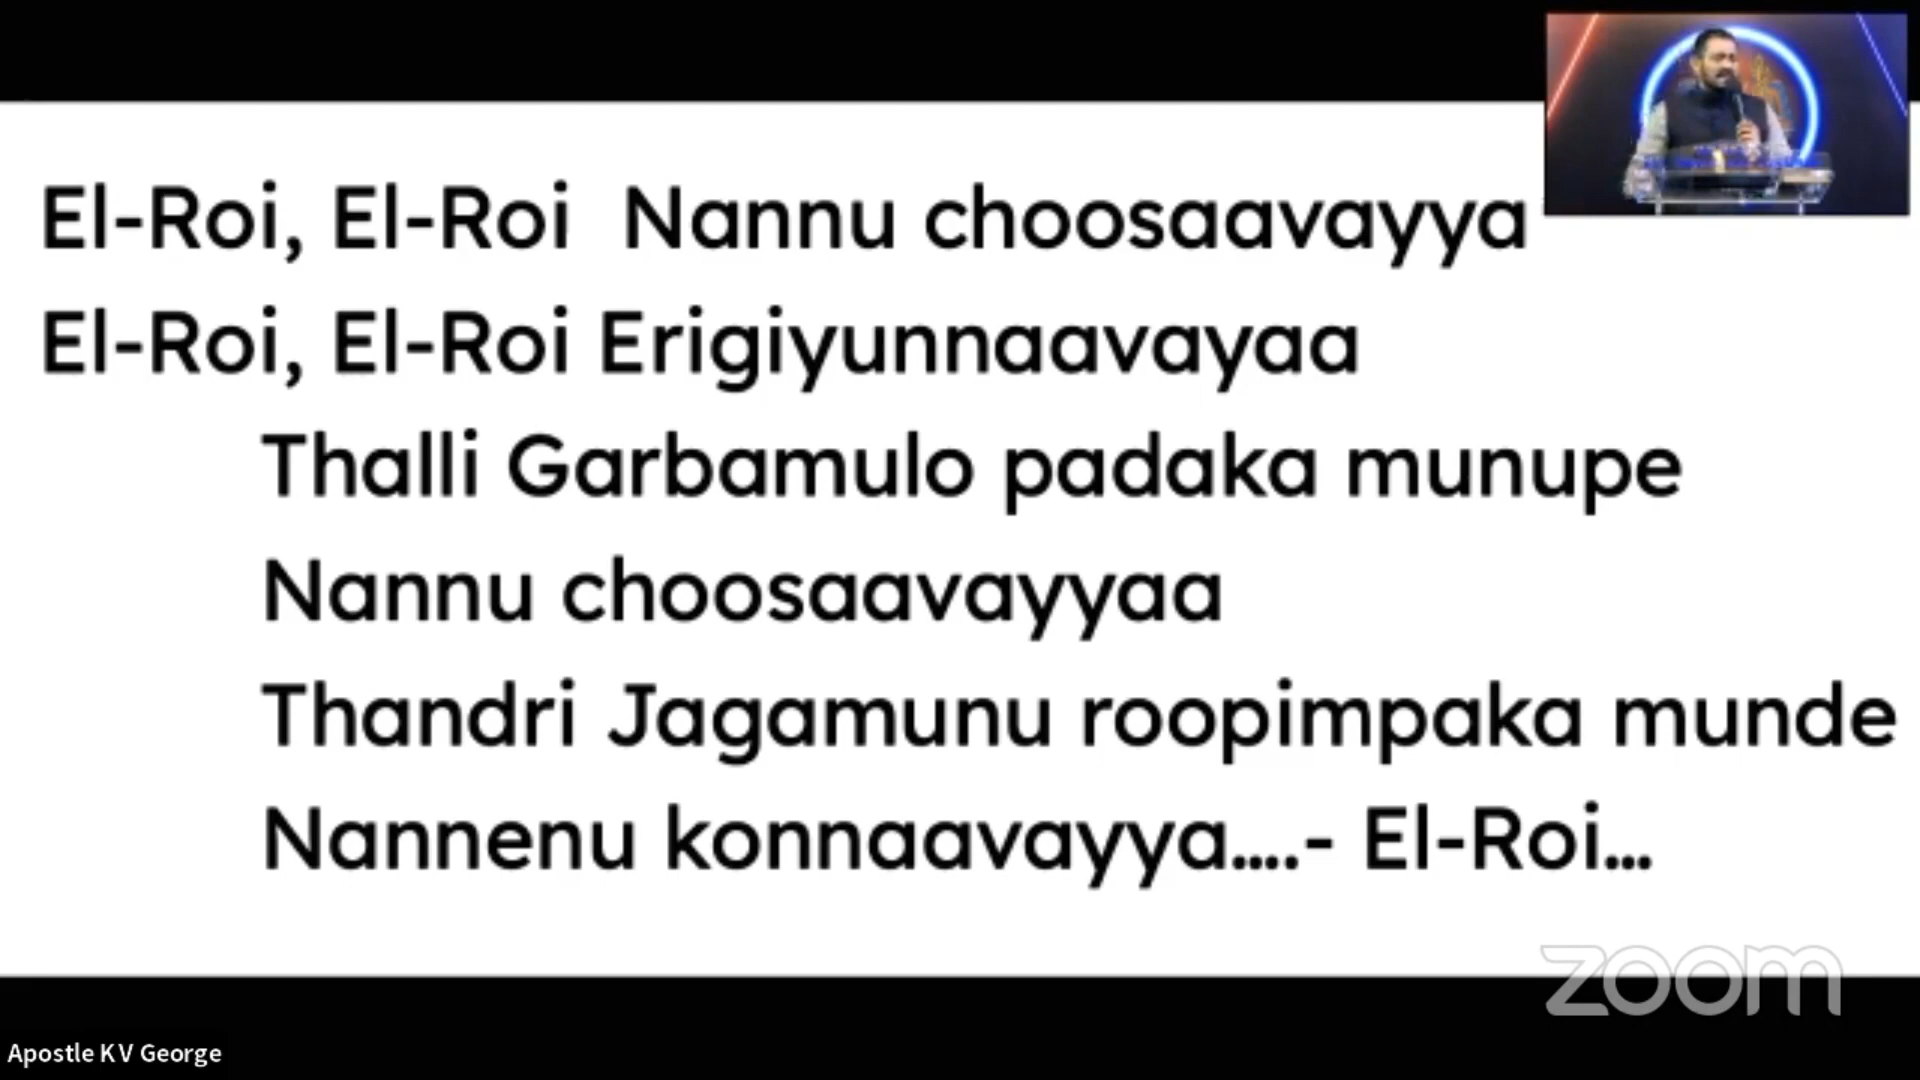 El-Roi, El-Roi  Nannu choosaavayya
El-Roi, El-Roi Erigiyunnaavayaa
Thalli Garbamulo padaka munupe
Nannu choosaavayyaa
Thandri Jagamunu roopimpaka munde
Nannenu konnaavayya....- El-Roi...
zoom
Apostle K V George